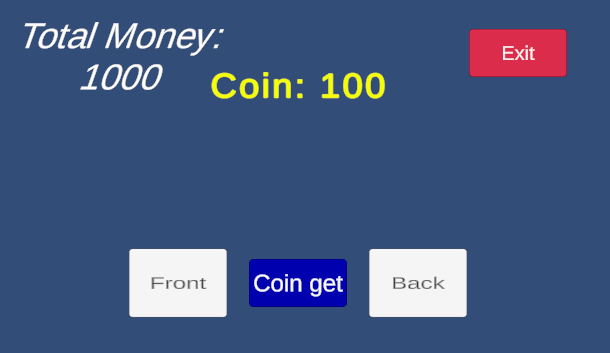 Total Money:
1000
Coin: 100
Exit
Front
Coin get
Back